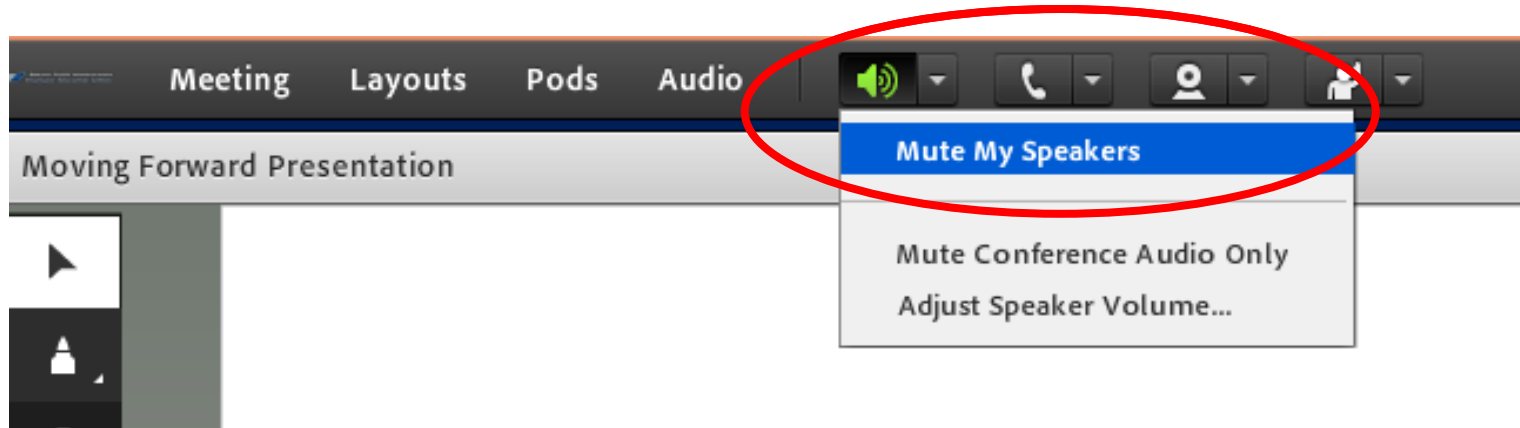 Meeting Layouts Pods Audio
Moving Forward Presentation
Mute My Speakers
Mute Conference Audio Only
Adjust Speaker Volume...